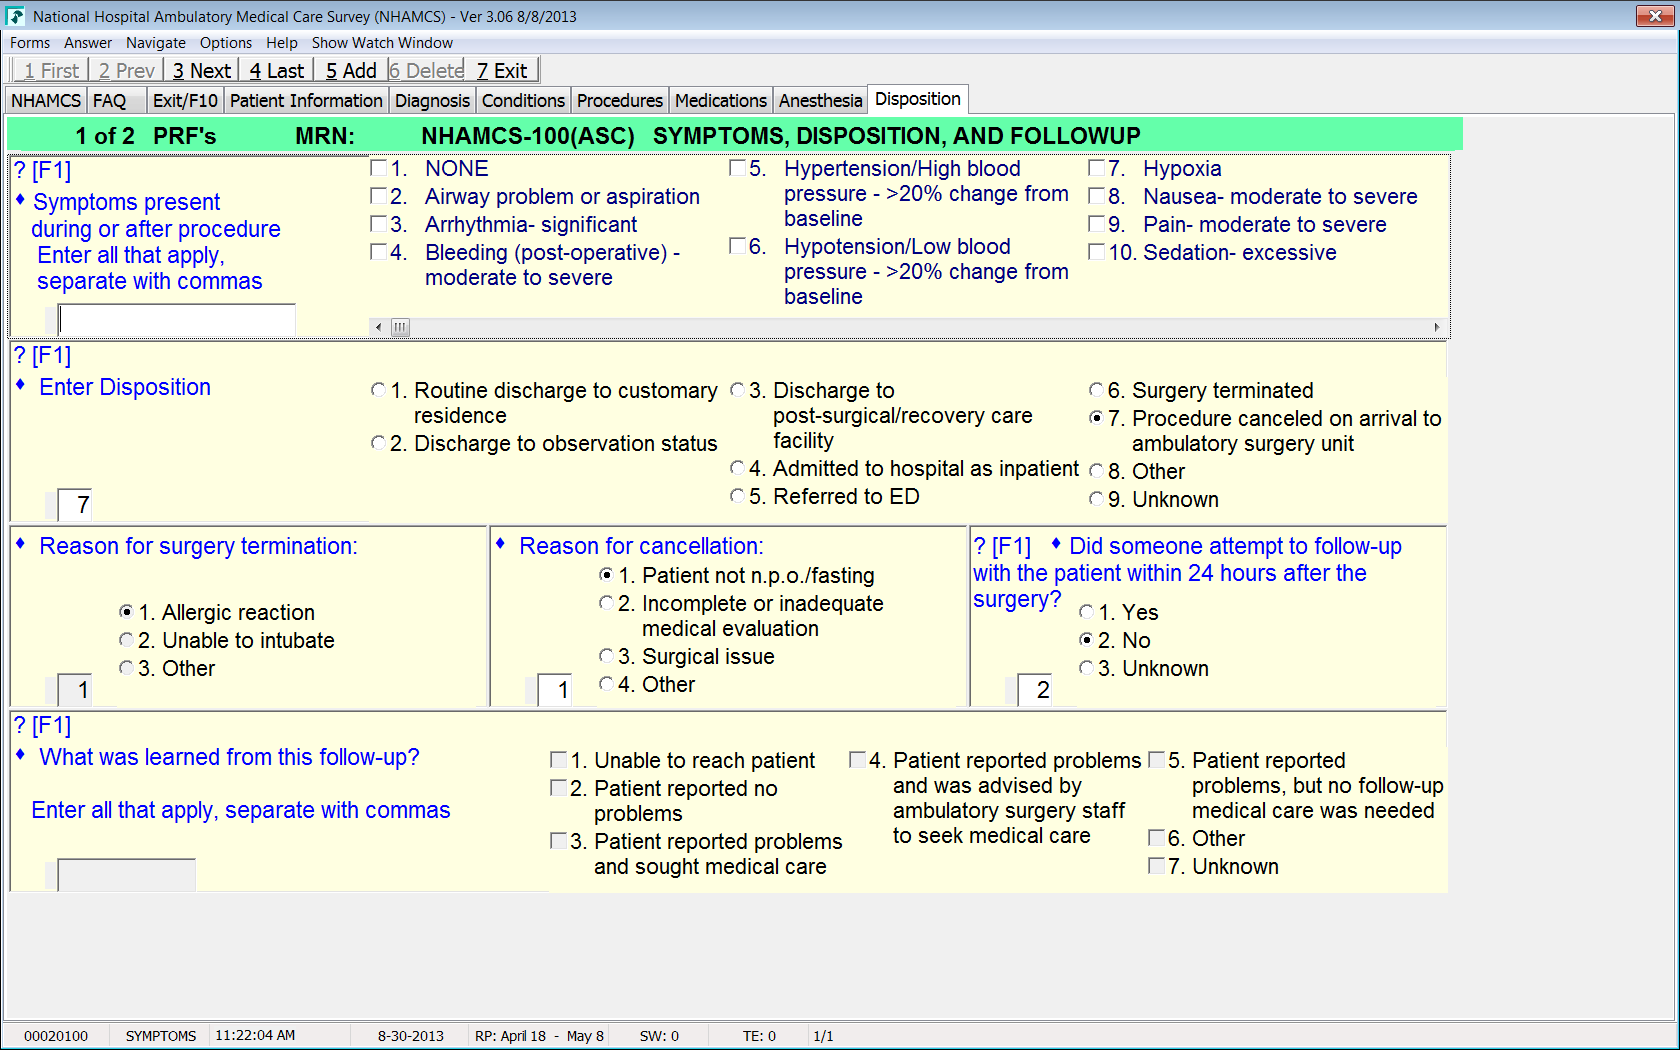 National Hospital Ambulatory Medical Care Survey (NHAMCS) - Ver 3.06 8/8/2013
Forms Answer Navigate Options Help Show Watch Window
1 First 2 Prev 3 Next 4 Last 5 Add 6 Delete 7 Exit
NHAMCS FAQ Exit/F10 Patient Information Diagnosis Conditions Procedures Medications Anesthesia Disposition
1 of 2 PRF's MRN: NHAMCS-100(ASC) SYMPTOMS, DISPOSITION, AND FOLLOWUP
? [F1]
Symptoms present
during or after procedure
Enter all that apply,
separate with commas
1. NONE
2. Airway problem or aspiration
3. Arrhythmia- significant
4. Bleeding (post-operative) -
moderate to severe
5. Hypertension/High blood
pressure - >20% change from
baseline
6. Hypotension/Low blood
pressure - >20% change from
baseline
7. Hypoxia
8. Nausea- moderate to severe
9. Pain- moderate to severe
10. Sedation- excessive
? [F1]
Enter Disposition
7
1. Routine discharge to customary
residence
2. Discharge to observation status
3. Discharge to
post-surgical/recovery care
facility
4. Admitted to hospital as inpatient
5. Referred to ED
6. Surgery terminated
7. Procedure canceled on arrival to
ambulatory surgery unit
8. Other
9. Unknown
Reason for surgery termination:
1. Allergic reaction
2. Unable to intubate
3. Other
1
Reason for cancellation:
1. Patient not n.p.o./fasting
2. Incomplete or inadequate
medical evaluation
3. Surgical issue
4. Other
1
? [F1] Did someone attempt to follow-up
with the patient within 24 hours after the
surgery?
1. Yes
2. No
3. Unknown
2
? [F1]
What was learned from this follow-up?
Enter all that apply, separate with commas
1. Unable to reach patient
2. Patient reported no
problems
3. Patient reported problems
and sought medical care
4. Patient reported problems
and was advised by
ambulatory surgery staff
to seek medical care
5. Patient reported
problems, but no follow-up
medical care was needed
6. Other
7. Unknown
00020100 SYMPTOMS 11:22:04 AM 8-30-2013 RP: April 18 - May 8 SW: 0 TE: 0 1/1